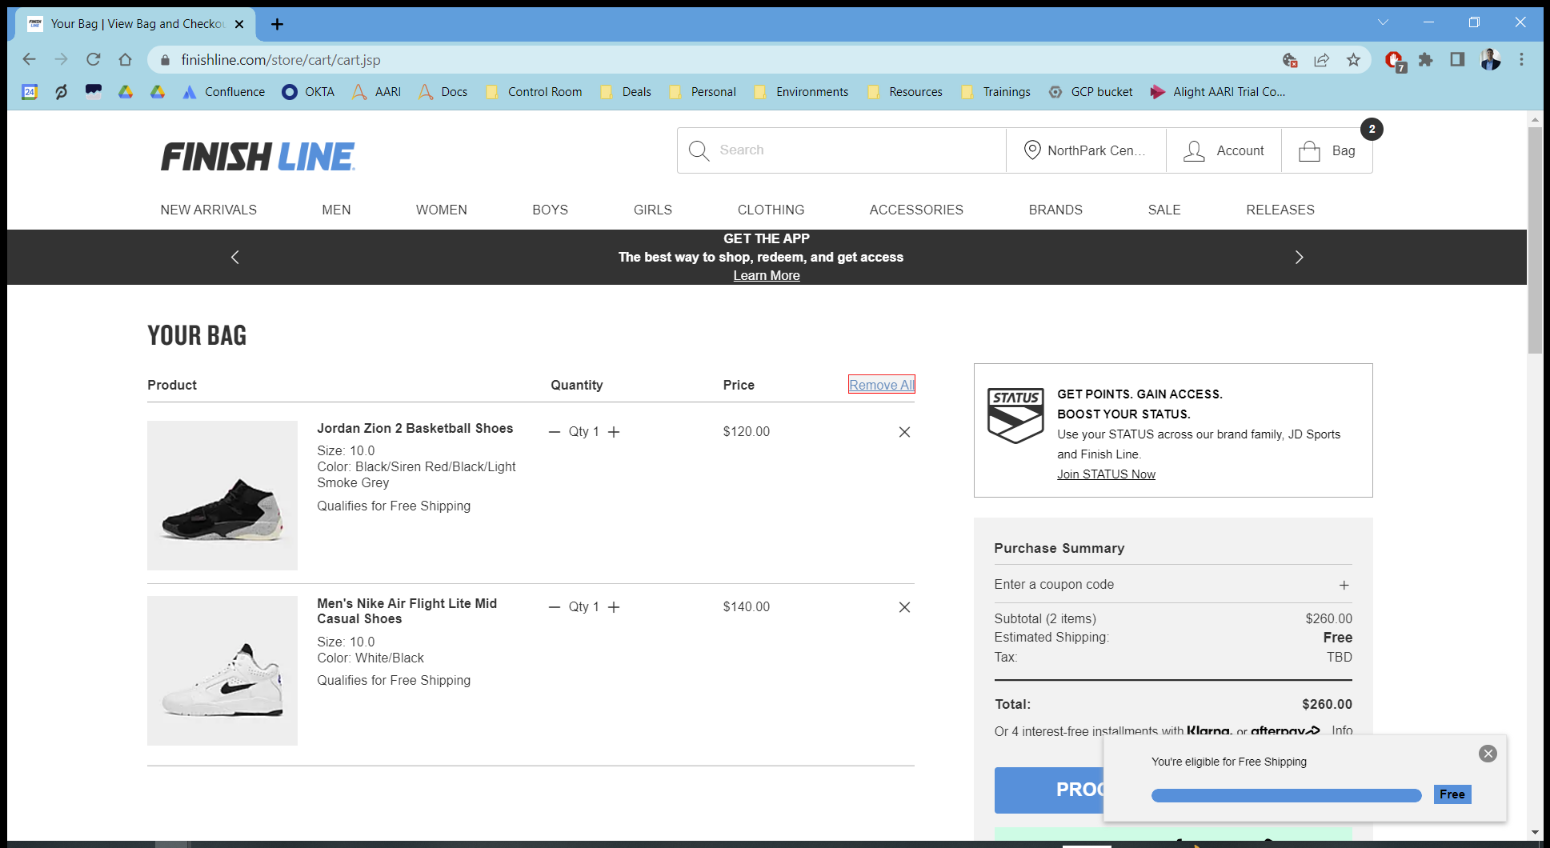 Your Bag | View Bag and Checkou
finishline.com/store/cart/cart.jsp
7
24
Confluence
OKTA
AARI
Docs
Control Room
Deals
Personal
Environments
Resources
Trainings
GCP bucket
Alight AARI Trial Co...
FINISH LINE
Search
NorthPark Cen...
Account
Bag
2
NEW ARRIVALS
MEN
WOMEN
BOYS
GIRLS
CLOTHING
ACCESSORIES
BRANDS
SALE
RELEASES
GET THE APP
The best way to shop, redeem, and get access
Learn More
YOUR BAG
Product
Quantity
Price
Remove All
Jordan Zion 2 Basketball Shoes
Size: 10.0
Color: Black/Siren Red/Black/Light
Smoke Grey
Qualifies for Free Shipping
Qty 1
$120.00
Men's Nike Air Flight Lite Mid
Casual Shoes
Size: 10.0
Color: White/Black
Qualifies for Free Shipping
Qty 1
$140.00
STATUS
GET POINTS. GAIN ACCESS.
BOOST YOUR STATUS.
Use your STATUS across our brand family, JD Sports
and Finish Line.
Join STATUS Now
Purchase Summary
Enter a coupon code
Subtotal (2 items) $260.00
Estimated Shipping: Free
Tax: TBD
Total: $260.00
Or 4 interest-free installments with Klarna. or afterpay Info
PROC
You're eligible for Free Shipping
Free